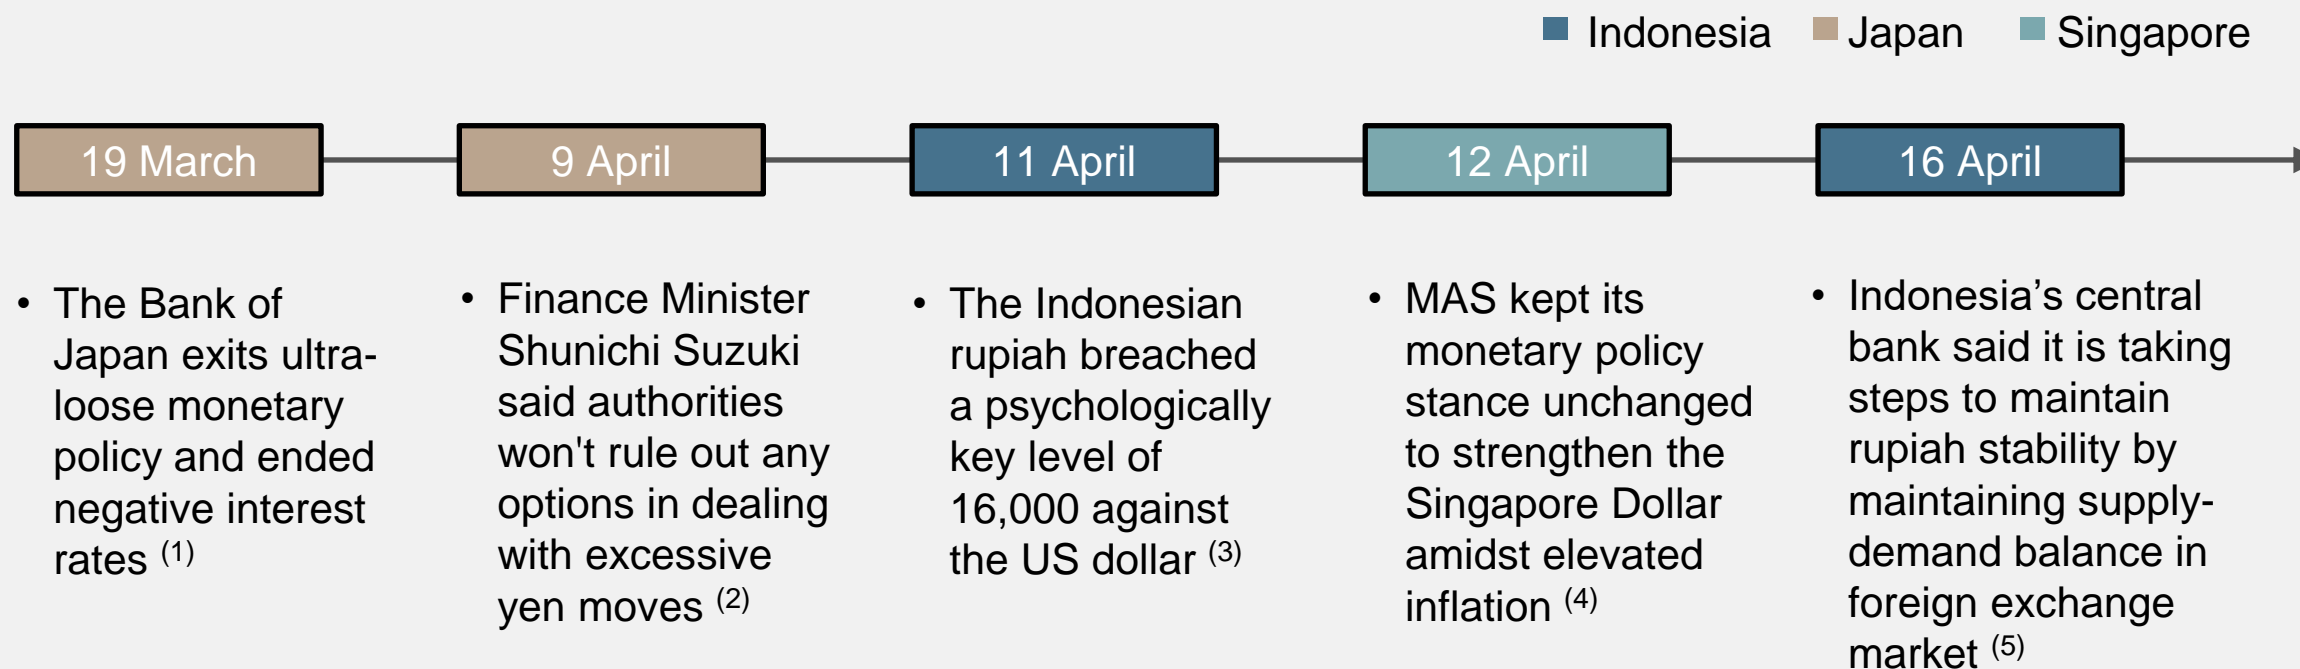 Indonesia Japan Singapore
19 March
9 April
11 April
12 April
16 April
• The Bank of
Japan exits ultra-
loose monetary
policy and ended
negative interest
rates (1)
• Finance Minister
Shunichi Suzuki
said authorities
won't rule out any
options in dealing
with excessive
yen moves (2)
• The Indonesian
rupiah breached
a psychologically
key level of
16,000 against
the US dollar (3)
• MAS kept its
monetary policy
stance unchanged
to strengthen the
Singapore Dollar
amidst elevated
inflation (4)
• Indonesia’s central
bank said it is taking
steps to maintain
rupiah stability by
maintaining supply-
demand balance in
foreign exchange
market (5)